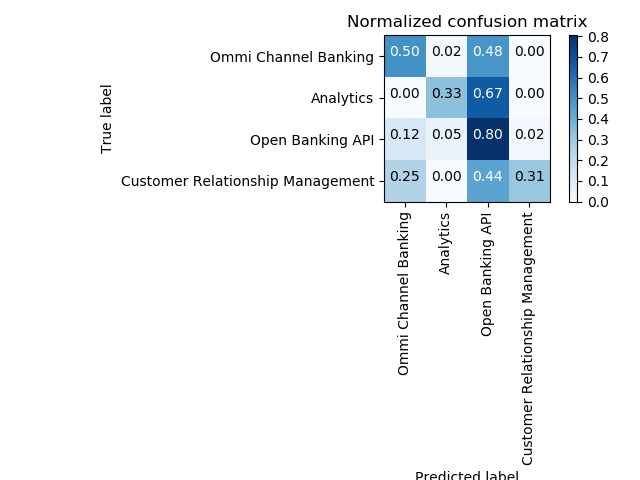 Normalized confusion matrix
True label
Ommi Channel Banking 0.50 0.02 0.48 0.00
Analytics 0.00 0.33 0.67 0.00
Open Banking API 0.12 0.05 0.80 0.02
Customer Relationship Management 0.25 0.00 0.44 0.31
Ommi Channel Banking
Analytics
Open Banking API
Customer Relationship Management
Predicted label
0.8
0.7
0.6
0.5
0.4
0.3
0.2
0.1
0.0